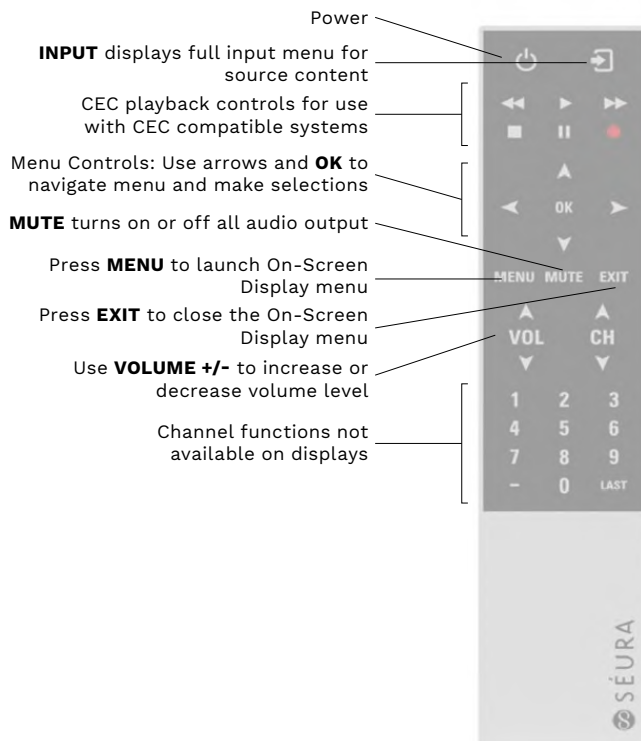 Power
INPUT displays full input menu for
source content
CEC playback controls for use
with CEC compatible systems
Menu Controls: Use arrows and OK to
navigate menu and make selections
MUTE turns on or off all audio output
Press MENU to launch On-Screen
Display menu
Press EXIT to close the On-Screen
Display menu
Use VOLUME +/- to increase or
decrease volume level
Channel functions not
available on displays
OK
MENU MUTE EXIT
VOL CH
1 2 3
4 5 6
7 8 9
- 0 LAST
SÉURA